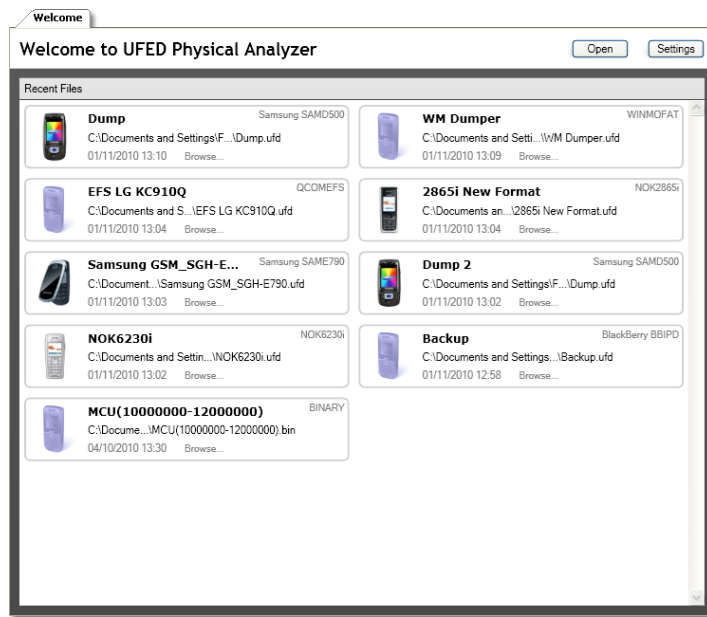 Welcome
Welcome to UFED Physical Analyzer
Open
Settings
Recent Files
Dump
Samsung SAMD500
C:\Documents and Settings\F...\Dump.ufd
01/11/2010 13:10 Browse...
WM Dumper
WINMOFAT
C:\Documents and Setti...\WM Dumper.ufd
01/11/2010 13:09 Browse...
EFS LG KC910Q
QCOMEFS
C:\Documents and S...\EFS LG KC910Q.ufd
01/11/2010 13:04 Browse...
2865i New Format
NOK2865i
C:\Documents an...\2865i New Format.ufd
01/11/2010 13:04 Browse...
Samsung GSM_SGH-E...
Samsung SAME790
C:\Document...\Samsung GSM_SGH-E790.ufd
01/11/2010 13:03 Browse...
Dump 2
Samsung SAMD500
C:\Documents and Settings\F...\Dump.ufd
01/11/2010 13:02 Browse...
NOK6230i
NOK6230i
C:\Documents and Settin...\NOK6230i.ufd
01/11/2010 13:02 Browse...
Backup
BlackBerry BBIPD
C:\Documents and Settings...\Backup.ufd
01/11/2010 12:58 Browse...
MCU(10000000-12000000)
BINARY
C:\Docume...\MCU(10000000-12000000).bin
04/10/2010 13:30 Browse...